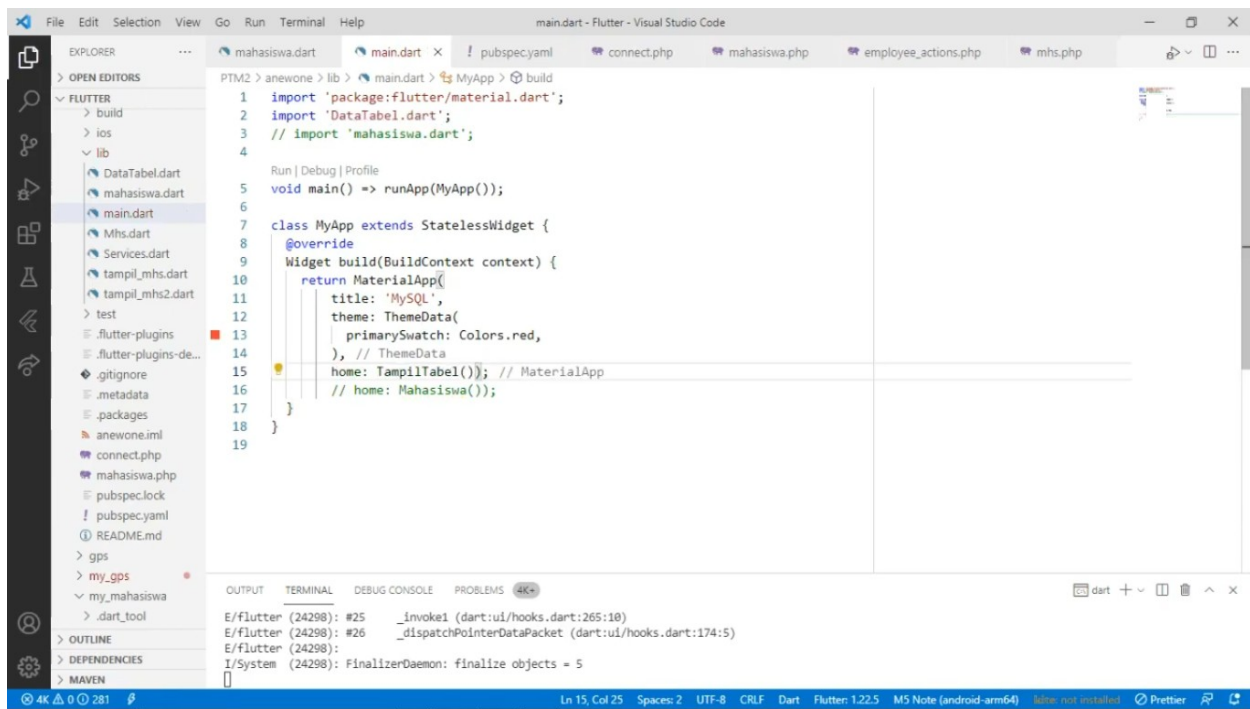 File Edit Selection View Go Run Terminal Help main.dart - Flutter - Visual Studio Code
EXPLORER ...
mahasiswa.dart main.dart × ! pubspec.yaml connect.php mahasiswa.php employee_actions.php mhs.php ...
> OPEN EDITORS
FLUTTER
> build
> ios
lib
DataTabel.dart
mahasiswa.dart
main.dart
Mhs.dart
Services.dart
tampil_mhs.dart
tampil_mhs2.dart
> test
.flutter-plugins
.flutter-plugins-de...
.gitignore
.metadata
.packages
anewone.iml
connect.php
mahasiswa.php
pubspec.lock
! pubspec.yaml
README.md
> gps
> my_gps
my_mahasiswa
> .dart_tool
> OUTLINE
> DEPENDENCIES
> MAVEN
PTM2 > anewone > lib > main.dart > MyApp > build
1 import 'package:flutter/material.dart';
2 import 'DataTabel.dart';
3 // import 'mahasiswa.dart';
4
Run | Debug | Profile
5 void main() => runApp(MyApp());
6
7 class MyApp extends StatelessWidget {
8 @override
9 Widget build(BuildContext context) {
10 return MaterialApp(
11 title: 'MySQL',
12 theme: ThemeData(
13 primarySwatch: Colors.red,
14 ), // ThemeData
15 home: TampilTabel()); // MaterialApp
16 // home: Mahasiswa());
17 }
18 }
19
OUTPUT TERMINAL DEBUG CONSOLE PROBLEMS 4K+ dart
E/flutter (24298): #25 _invoke1 (dart:ui/hooks.dart:265:10)
E/flutter (24298): #26 _dispatchPointerDataPacket (dart:ui/hooks.dart:174:5)
E/flutter (24298):
I/System (24298): FinalizerDaemon: finalize objects = 5
4K 0 281 Ln 15, Col 25 Spaces: 2 UTF-8 CRLF Dart Flutter: 1.22.5 M5 Note (android-arm64) not installed Prettier